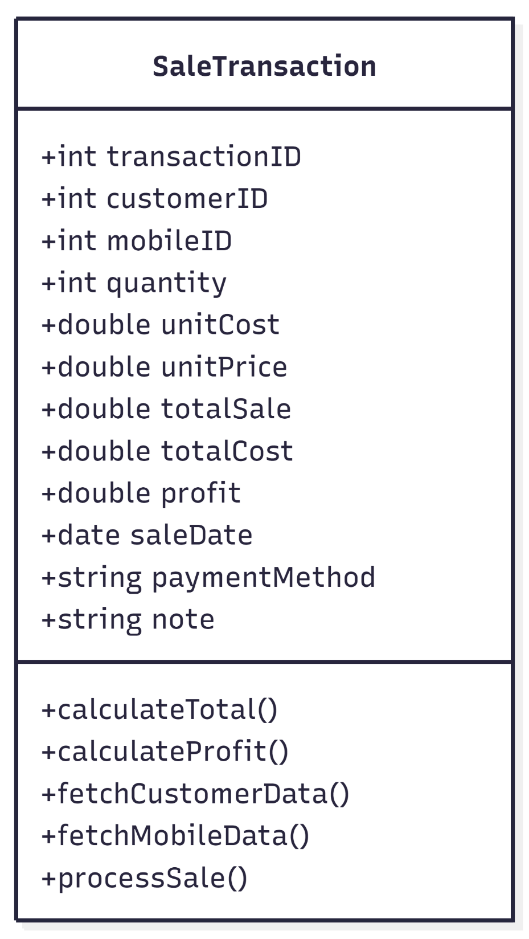 SaleTransaction
+int transactionID
+int customerID
+int mobileID
+int quantity
+double unitCost
+double unitPrice
+double totalSale
+double totalCost
+double profit
+date saleDate
+string paymentMethod
+string note
+calculateTotal()
+calculateProfit()
+fetchCustomerData()
+fetchMobileData()
+processSale()